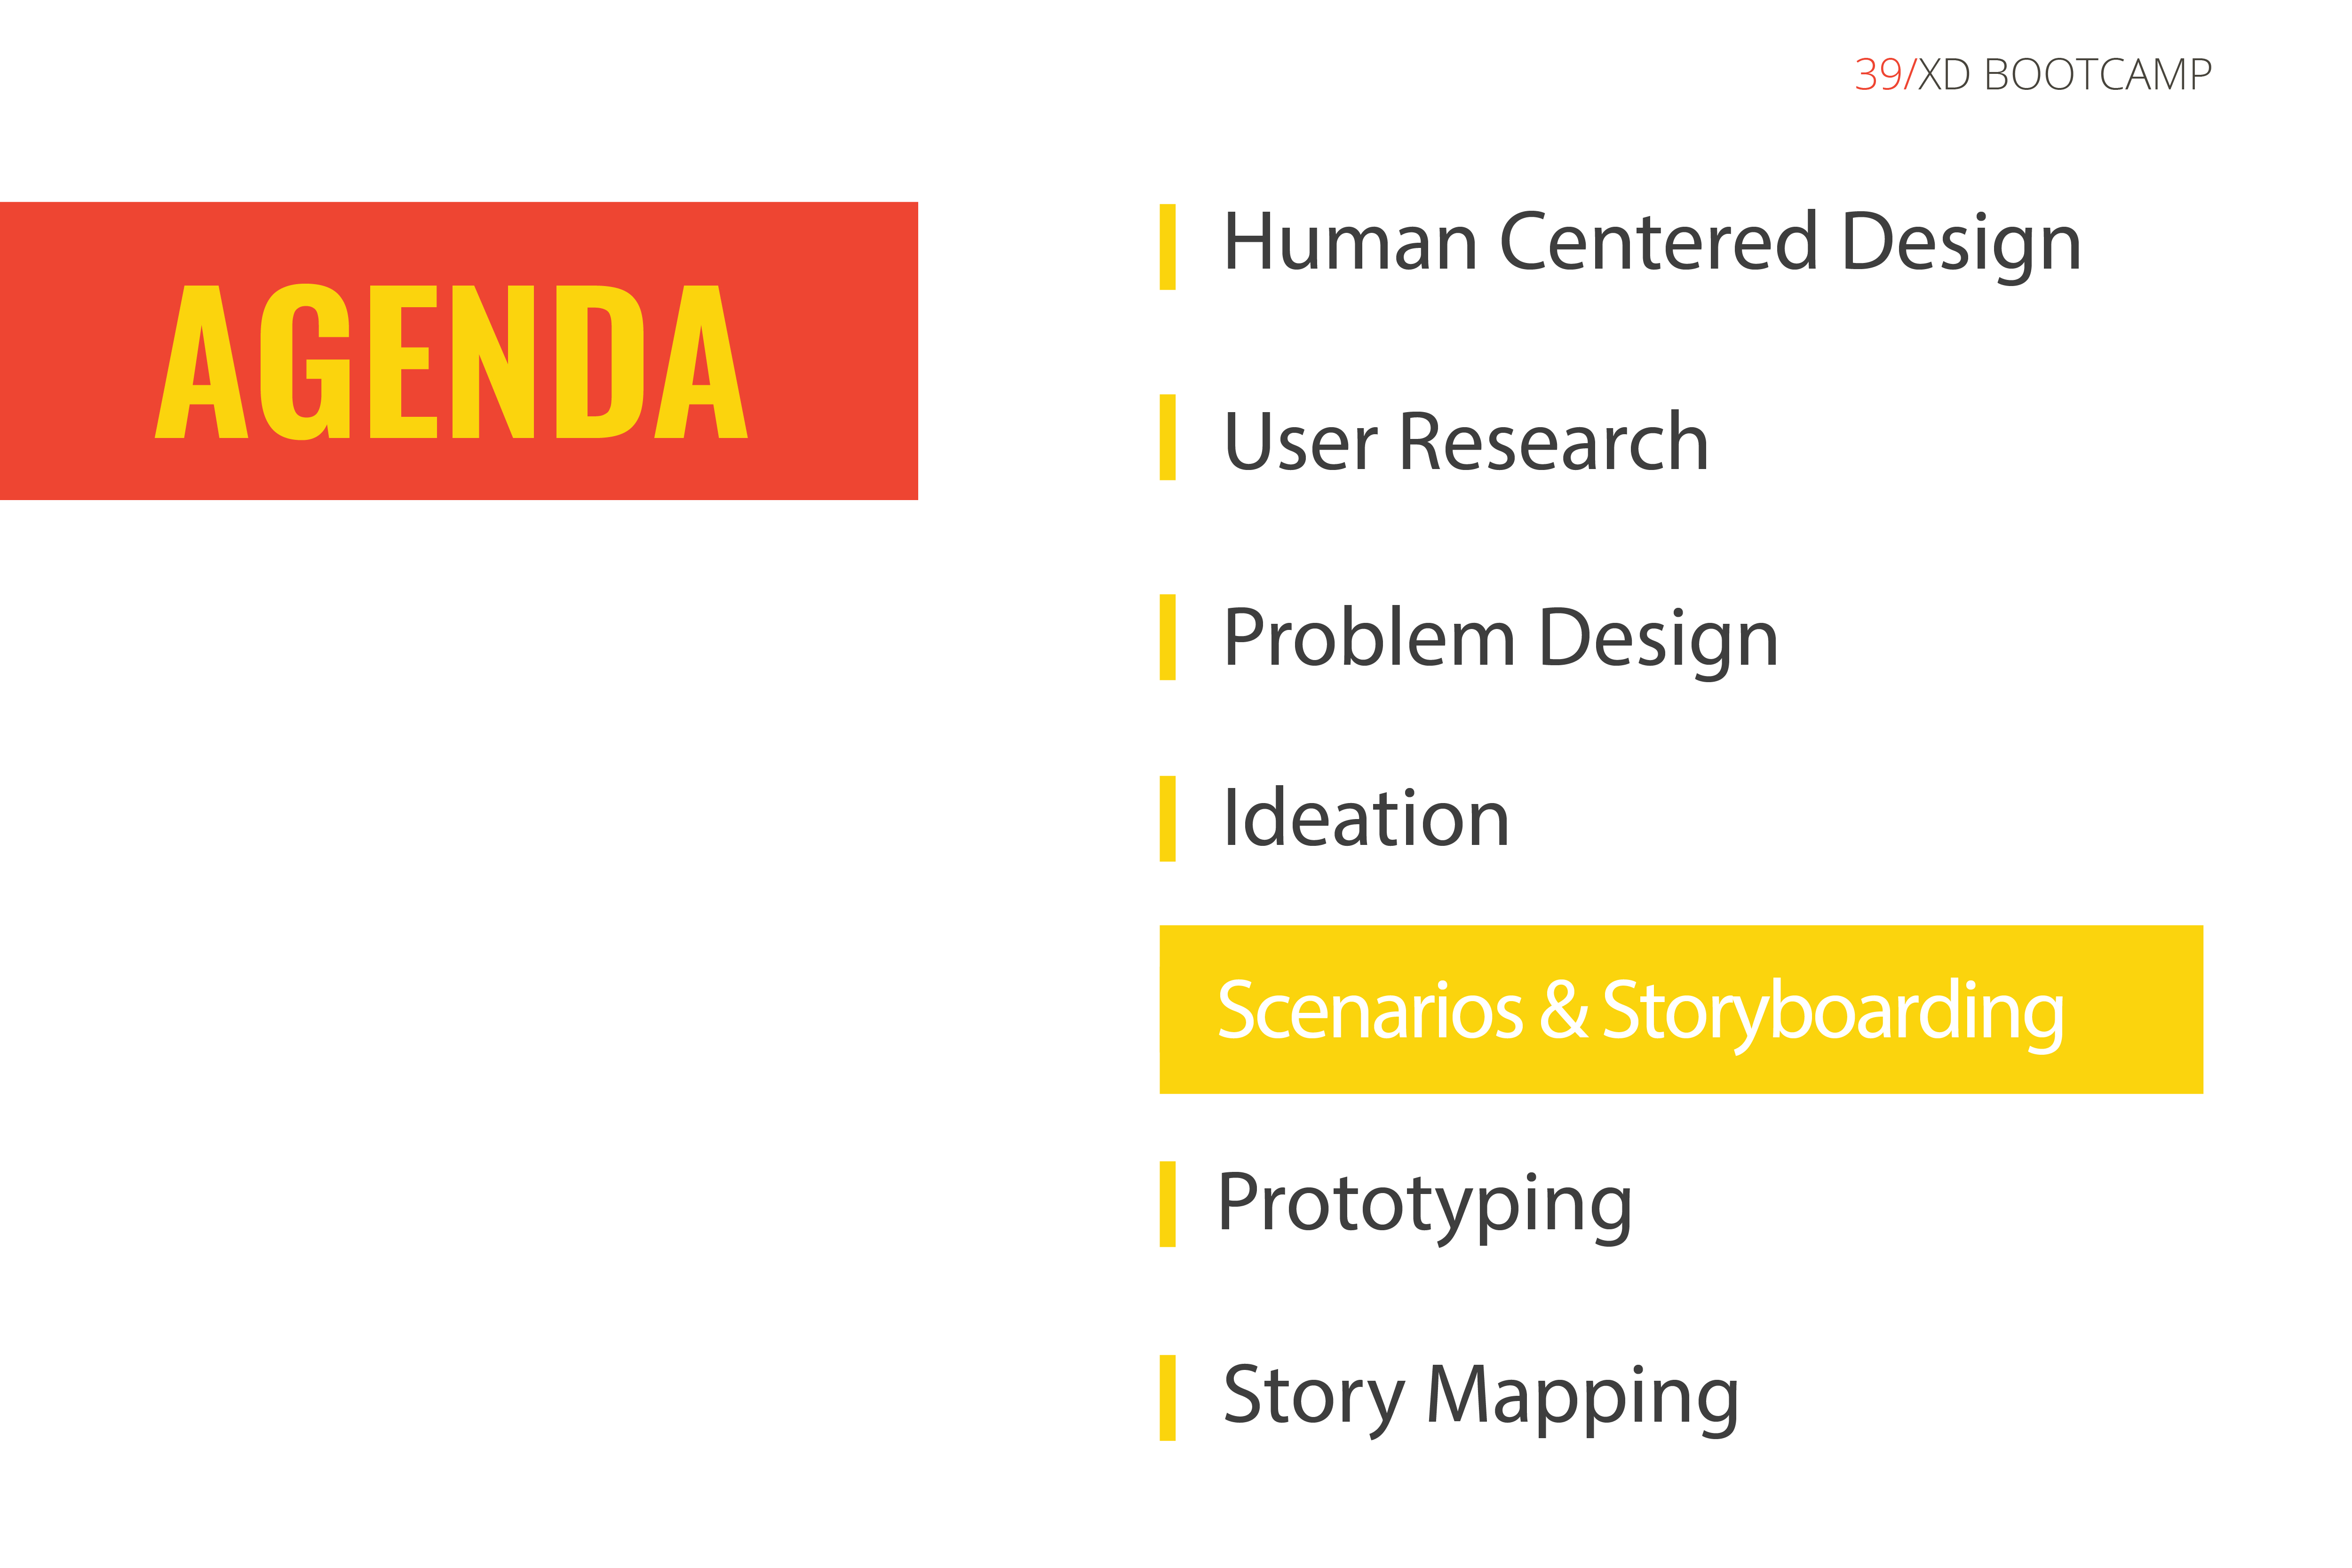 39/XD BOOTCAMP
AGENDA
Human Centered Design
User Research
Problem Design
Ideation
Scenarios & Storyboarding
Prototyping
Story Mapping